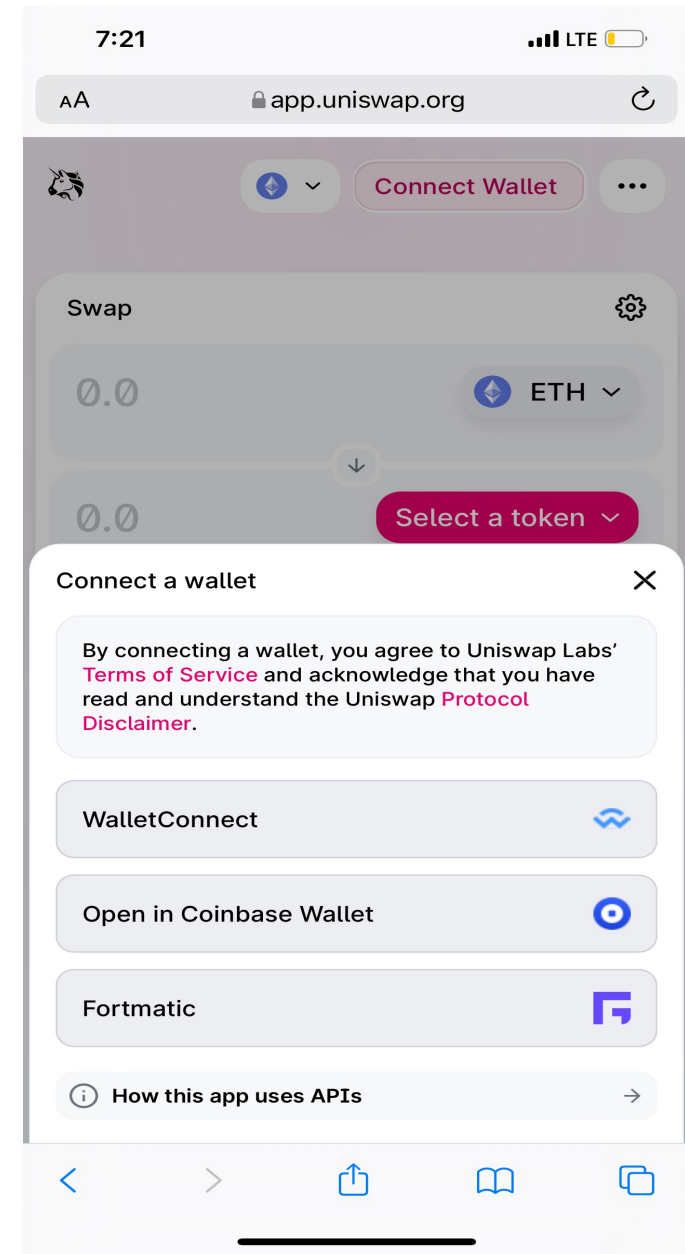 7:21 LTE
AA app.uniswap.org
Connect Wallet
Swap
0.0 ETH
0.0 Select a token
Connect a wallet
By connecting a wallet, you agree to Uniswap Labs’
Terms of Service and acknowledge that you have
read and understand the Uniswap Protocol
Disclaimer.
WalletConnect
Open in Coinbase Wallet
Fortmatic
How this app uses APIs